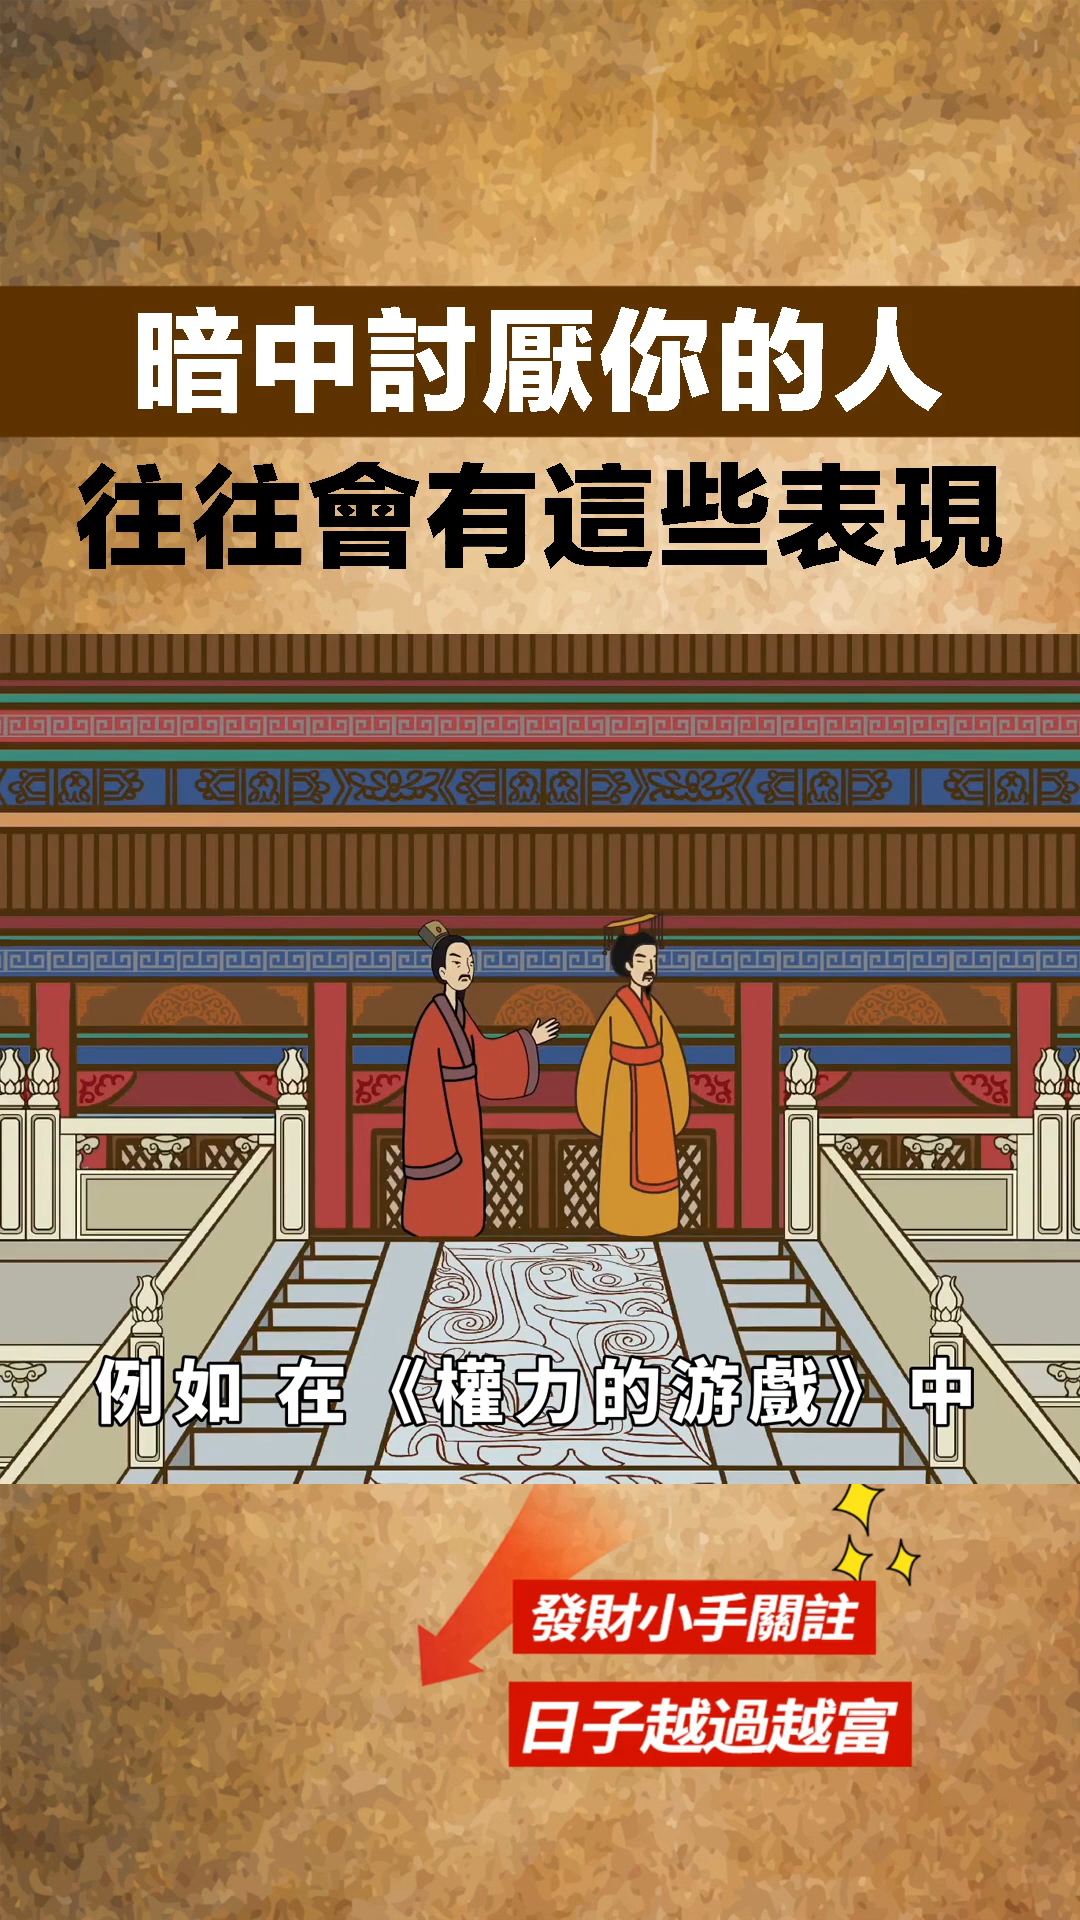 暗中討厭你的人
往往會有這些表現
例如 在《權力的游戲》中
發財小手關註
日子越過越富